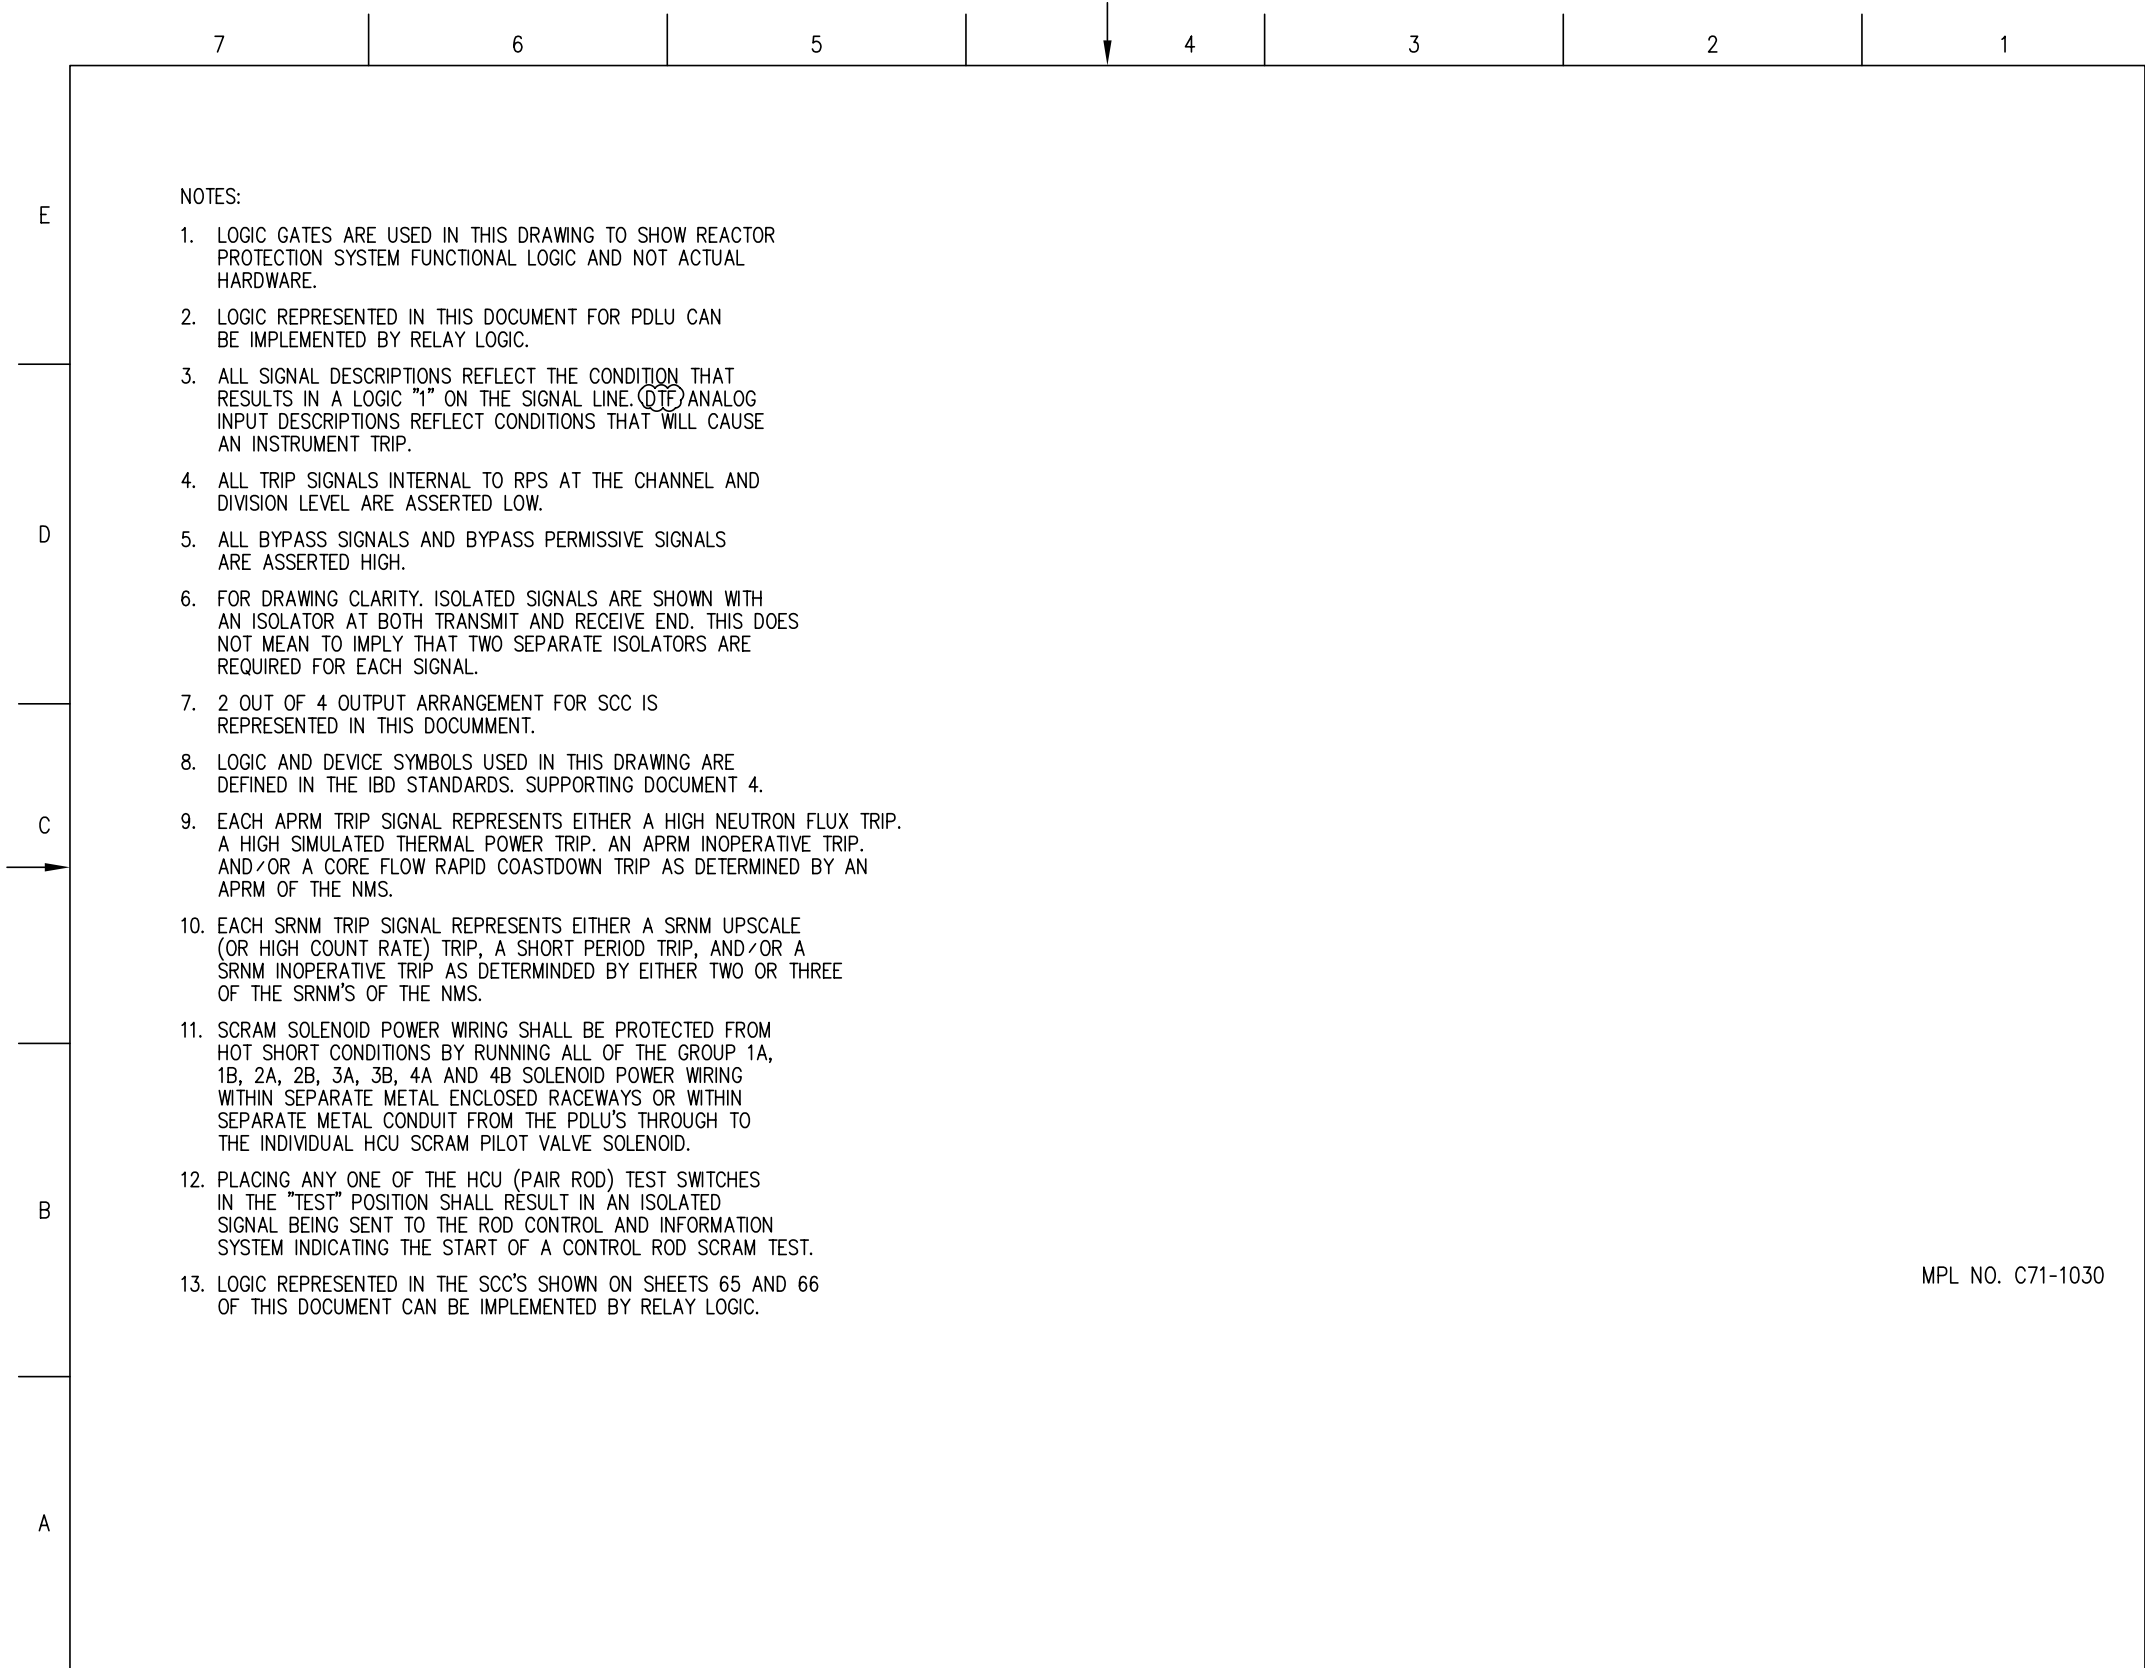 7 6 5 4 3 2 1
NOTES:
E
1. LOGIC GATES ARE USED IN THIS DRAWING TO SHOW REACTOR
PROTECTION SYSTEM FUNCTIONAL LOGIC AND NOT ACTUAL
HARDWARE.
2. LOGIC REPRESENTED IN THIS DOCUMENT FOR PDLU CAN
BE IMPLEMENTED BY RELAY LOGIC.
3. ALL SIGNAL DESCRIPTIONS REFLECT THE CONDITION THAT
RESULTS IN A LOGIC "1" ON THE SIGNAL LINE. DTF ANALOG
INPUT DESCRIPTIONS REFLECT CONDITIONS THAT WILL CAUSE
AN INSTRUMENT TRIP.
4. ALL TRIP SIGNALS INTERNAL TO RPS AT THE CHANNEL AND
DIVISION LEVEL ARE ASSERTED LOW.
D
5. ALL BYPASS SIGNALS AND BYPASS PERMISSIVE SIGNALS
ARE ASSERTED HIGH.
6. FOR DRAWING CLARITY. ISOLATED SIGNALS ARE SHOWN WITH
AN ISOLATOR AT BOTH TRANSMIT AND RECEIVE END. THIS DOES
NOT MEAN TO IMPLY THAT TWO SEPARATE ISOLATORS ARE
REQUIRED FOR EACH SIGNAL.
7. 2 OUT OF 4 OUTPUT ARRANGEMENT FOR SCC IS
REPRESENTED IN THIS DOCUMMENT.
8. LOGIC AND DEVICE SYMBOLS USED IN THIS DRAWING ARE
DEFINED IN THE IBD STANDARDS. SUPPORTING DOCUMENT 4.
C
9. EACH APRM TRIP SIGNAL REPRESENTS EITHER A HIGH NEUTRON FLUX TRIP.
A HIGH SIMULATED THERMAL POWER TRIP. AN APRM INOPERATIVE TRIP.
AND/OR A CORE FLOW RAPID COASTDOWN TRIP AS DETERMINED BY AN
APRM OF THE NMS.
10. EACH SRNM TRIP SIGNAL REPRESENTS EITHER A SRNM UPSCALE
(OR HIGH COUNT RATE) TRIP, A SHORT PERIOD TRIP, AND/OR A
SRNM INOPERATIVE TRIP AS DETERMINDED BY EITHER TWO OR THREE
OF THE SRNM'S OF THE NMS.
11. SCRAM SOLENOID POWER WIRING SHALL BE PROTECTED FROM
HOT SHORT CONDITIONS BY RUNNING ALL OF THE GROUP 1A,
1B, 2A, 2B, 3A, 3B, 4A AND 4B SOLENOID POWER WIRING
WITHIN SEPARATE METAL ENCLOSED RACEWAYS OR WITHIN
SEPARATE METAL CONDUIT FROM THE PDLU'S THROUGH TO
THE INDIVIDUAL HCU SCRAM PILOT VALVE SOLENOID.
12. PLACING ANY ONE OF THE HCU (PAIR ROD) TEST SWITCHES
IN THE "TEST" POSITION SHALL RESULT IN AN ISOLATED
B
SIGNAL BEING SENT TO THE ROD CONTROL AND INFORMATION
SYSTEM INDICATING THE START OF A CONTROL ROD SCRAM TEST.
13. LOGIC REPRESENTED IN THE SCC'S SHOWN ON SHEETS 65 AND 66
OF THIS DOCUMENT CAN BE IMPLEMENTED BY RELAY LOGIC.
MPL NO. C71-1030
A